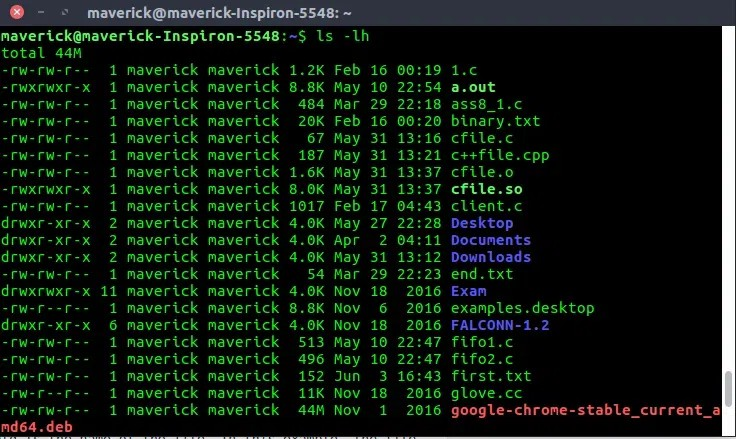 maverick@maverick-Inspiron-5548: ~
maverick@maverick-Inspiron-5548:~$ ls -lh
total 44M
-rw-rw-r--  1 maverick maverick 1.2K Feb 16 00:19 1.c
-rwxrwxr-x  1 maverick maverick 8.8K May 10 22:54 a.out
-rw-rw-r--  1 maverick maverick  484 Mar 29 22:18 ass8_1.c
-rw-rw-r--  1 maverick maverick  20K Feb 16 00:20 binary.txt
-rw-rw-r--  1 maverick maverick   67 May 31 13:16 cfile.c
-rw-rw-r--  1 maverick maverick  187 May 31 13:21 c++file.cpp
-rw-rw-r--  1 maverick maverick 1.6K May 31 13:37 cfile.o
-rwxrwxr-x  1 maverick maverick 8.0K May 31 13:37 cfile.so
-rw-rw-r--  1 maverick maverick 1017 Feb 17 04:43 client.c
drwxr-xr-x  2 maverick maverick 4.0K May 27 22:28 Desktop
drwxr-xr-x  2 maverick maverick 4.0K Apr  2 04:11 Documents
drwxr-xr-x  2 maverick maverick 4.0K May 31 13:12 Downloads
-rw-rw-r--  1 maverick maverick   54 Mar 29 22:23 end.txt
drwxrwxr-x 11 maverick maverick 4.0K Nov 18  2016 Exam
-rw-r--r--  1 maverick maverick 8.8K Nov  6  2016 examples.desktop
drwxr-xr-x  6 maverick maverick 4.0K Nov 18  2016 FALCONN-1.2
-rw-rw-r--  1 maverick maverick  513 May 10 22:47 fifo1.c
-rw-rw-r--  1 maverick maverick  496 May 10 22:47 fifo2.c
-rw-rw-r--  1 maverick maverick  152 Jun  3 16:43 first.txt
-rw-rw-r--  1 maverick maverick  11K Nov 18  2016 glove.cc
-rw-rw-r--  1 maverick maverick  44M Nov  1  2016 google-chrome-stable_current_a
md64.deb